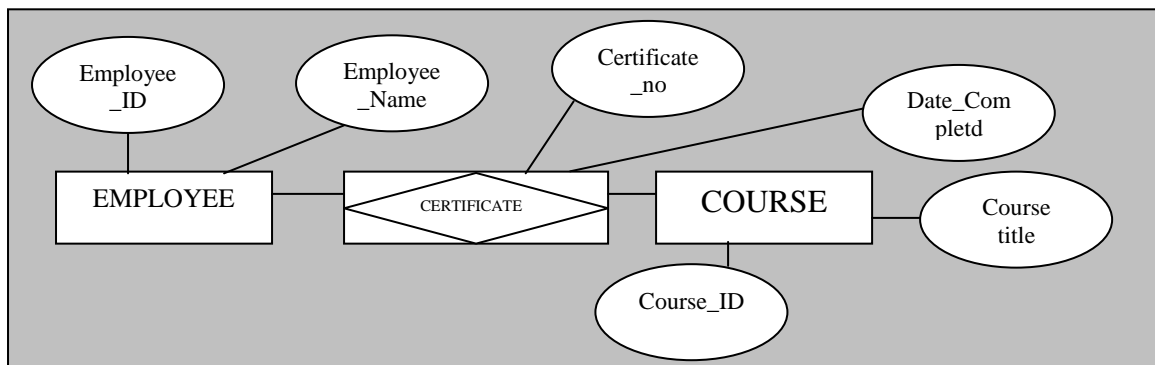 Employee
_ID
Employee
_Name
Certificate
_no
Date_Com
pletd
EMPLOYEE
CERTIFICATE
COURSE
Course
title
Course_ID